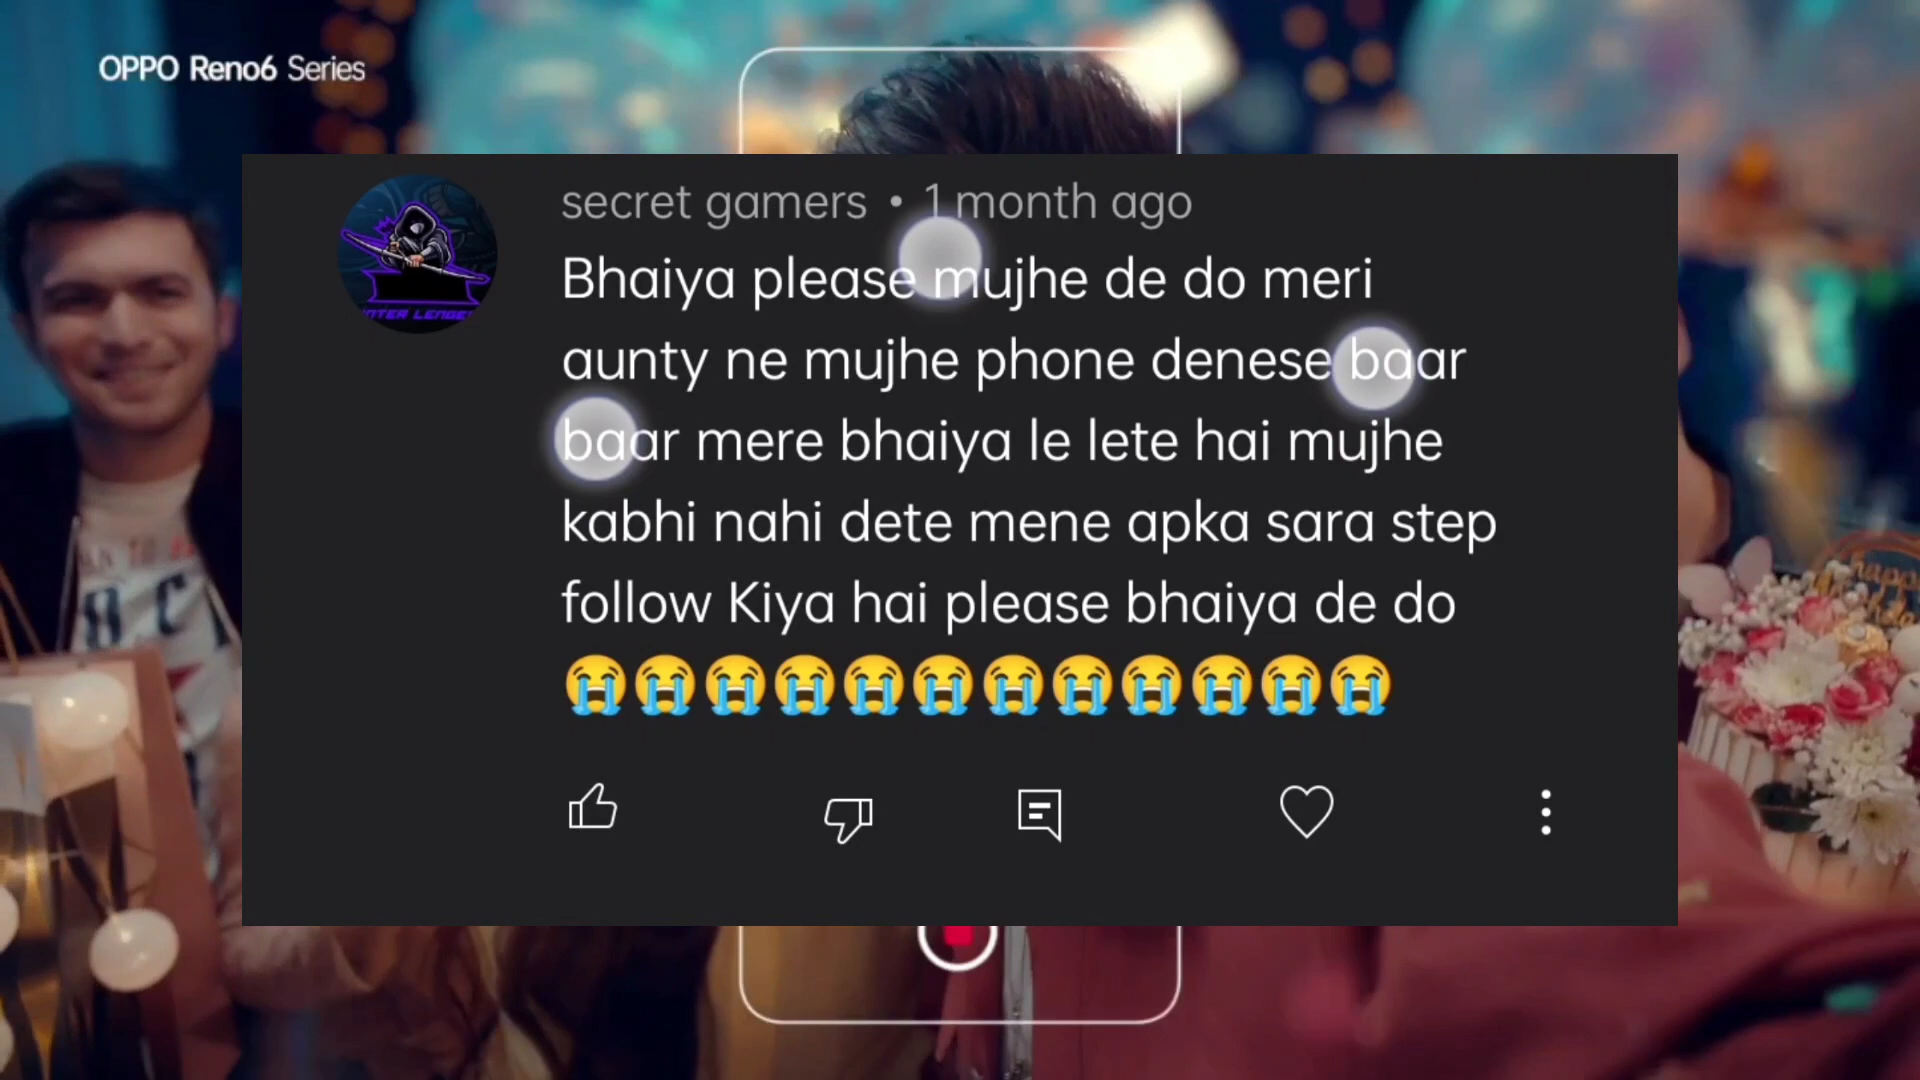 OPPO Reno6 Series
secret gamers • 1 month ago
Bhaiya please mujhe de do meri
aunty ne mujhe phone denese baar
baar mere bhaiya le lete hai mujhe
kabhi nahi dete mene apka sara step
follow Kiya hai please bhaiya de do
😭😭😭😭😭😭😭😭😭😭😭😭